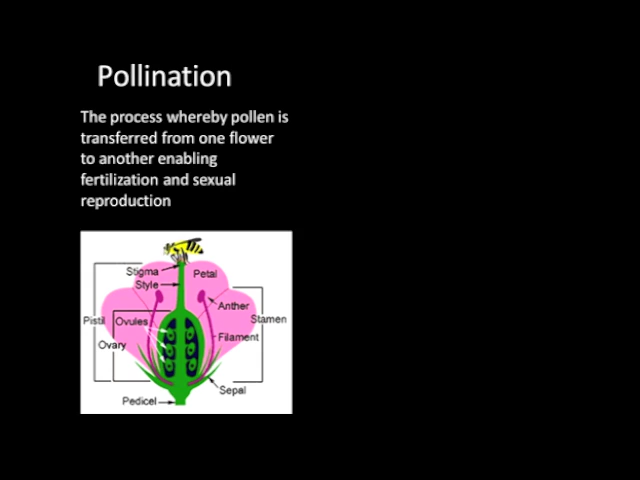 Pollination
The process whereby pollen is
transferred from one flower
to another enabling
fertilization and sexual
reproduction
Stigma
Petal
Style
Anther
Pistil
Ovules
Stamen
Filament
Ovary
Sepal
Pedicel